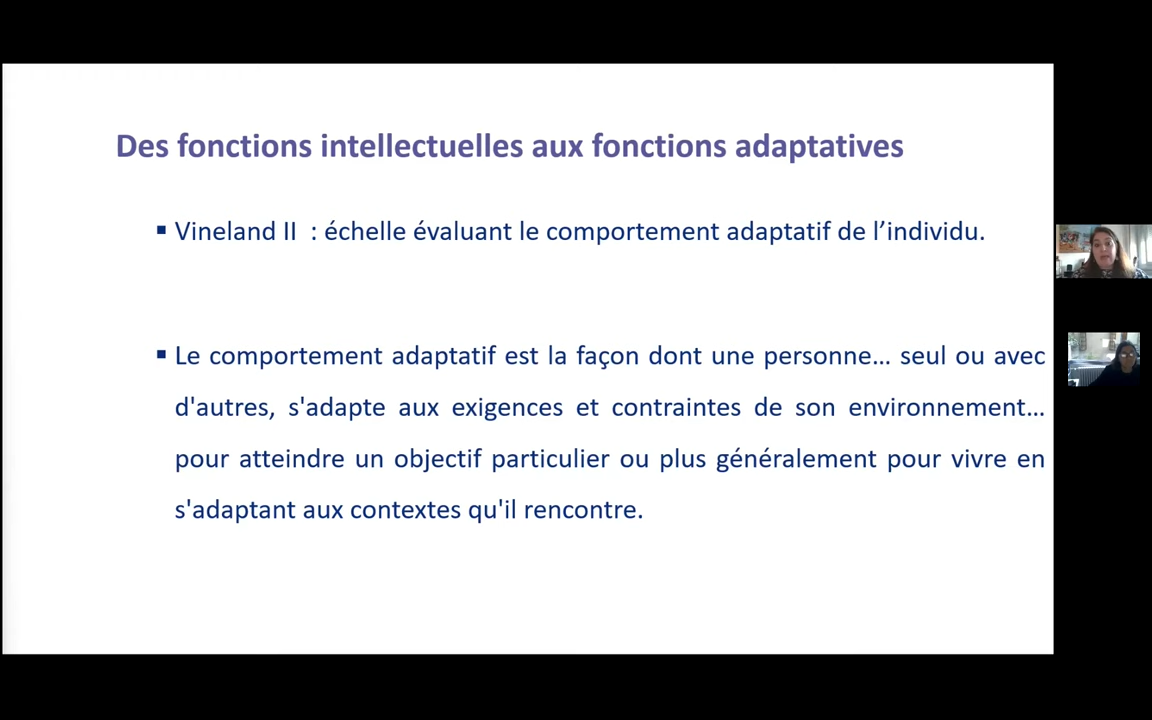 Des fonctions intellectuelles aux fonctions adaptatives
▪ Vineland II  : échelle évaluant le comportement adaptatif de l’individu.
▪ Le comportement adaptatif est la façon dont une personne… seul ou avec
d'autres, s'adapte aux exigences et contraintes de son environnement…
pour atteindre un objectif particulier ou plus généralement pour vivre en
s'adaptant aux contextes qu'il rencontre.